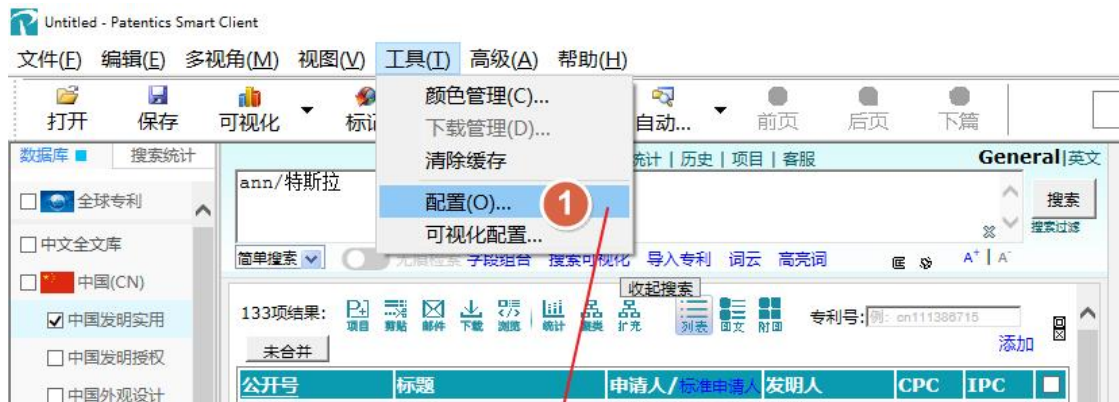 Untitled - Patentics Smart Client
文件(F) 编辑(E) 多视角(M) 视图(V) 工具(T) 高级(A) 帮助(H)
打开 保存 可视化 标记 自动... 前页 后页 下篇
颜色管理(C)...
下载管理(D)...
清除缓存
配置(O)... 1
可视化配置...
数据库 搜索统计 统计 | 历史 | 项目 | 客服 General|英文
ann/特斯拉
搜索
搜索过滤
全球专利
中文全文库
中国(CN)
中国发明实用
中国发明授权
中国外观设计
简单搜索 字段组合 搜索可视化 导入专利 词云 高亮词 A+ | A-
收起搜索
133项结果: 项目 剪贴 邮件 下载 浏览 统计 聚类 扩充 列表 图文 附图 专利号: 例: cn111386715
添加
未合并
公开号 标题 申请人/标准申请人 发明人 CPC IPC